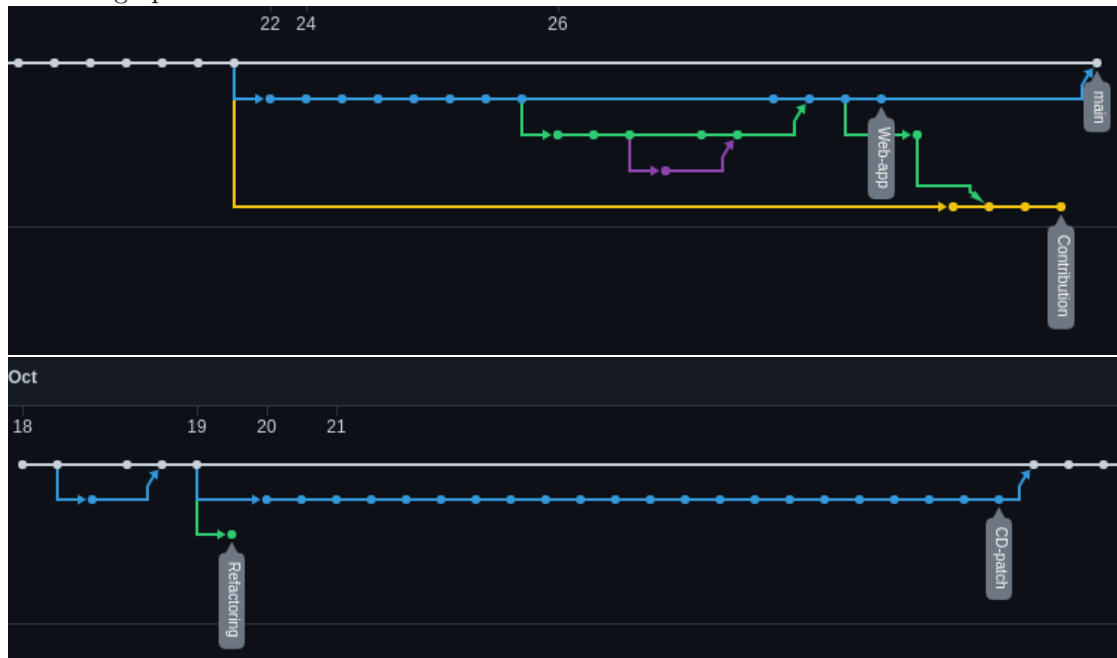 22 24 26
main
Web-app
Contribution
Oct
18 19 20 21
CD-patch
Refactoring